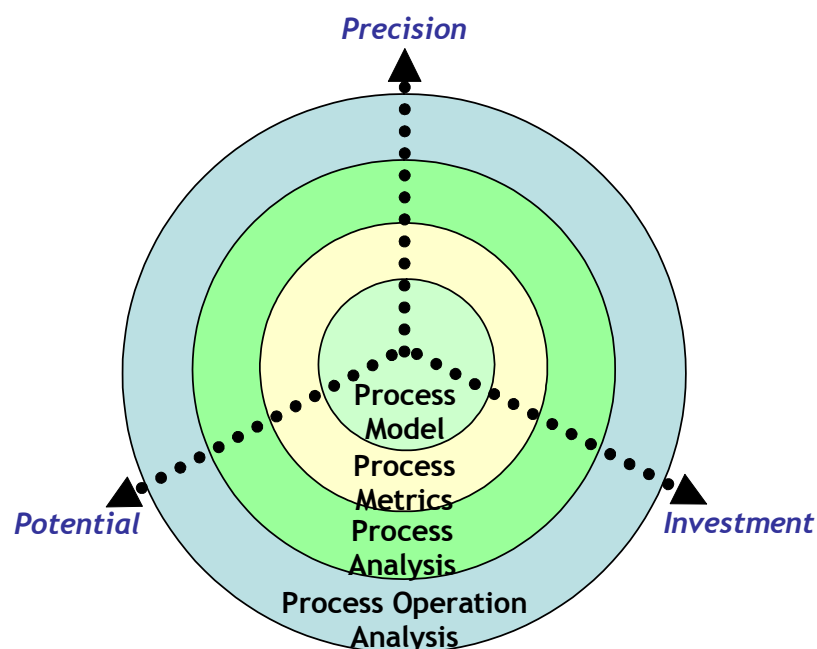 Precision
Process
Model
Process
Metrics
Potential
Investment
Process
Analysis
Process Operation
Analysis